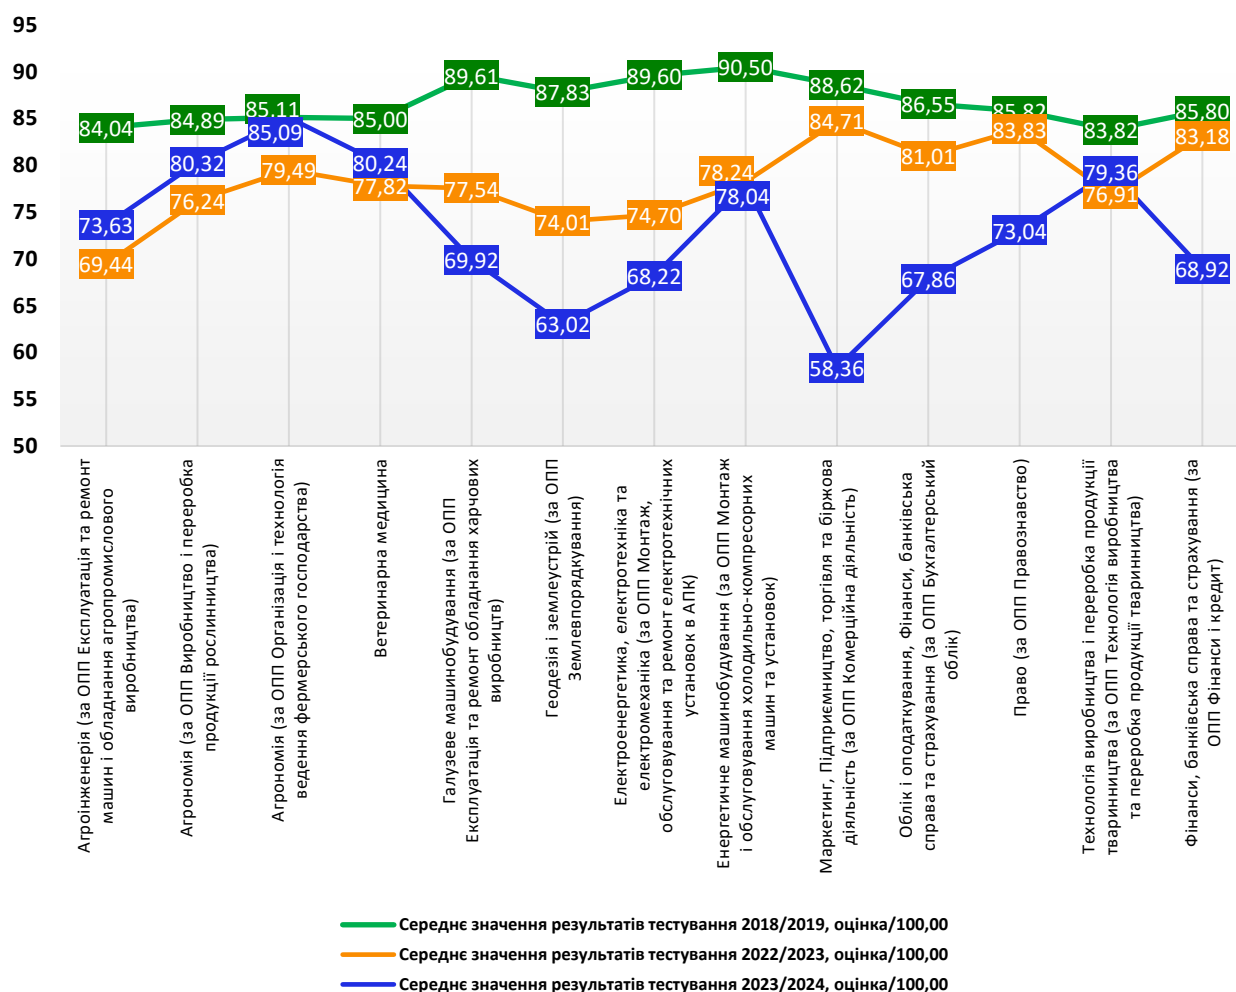 95
90
85
80
75
70
65
60
55
50
84,04
84,89
85,11
85,00
89,61
87,83
89,60
90,50
88,62
86,55
85,82
83,82
85,80
69,44
76,24
79,49
77,82
77,54
74,01
74,70
78,24
84,71
81,01
83,83
76,91
83,18
73,63
80,32
85,09
80,24
69,92
63,02
68,22
78,04
58,36
67,86
73,04
79,36
68,92
Агроінженерія (за ОПП Експлуатація та ремонт
машин і обладнання агропромислового
виробництва)
Агрономія (за ОПП Виробництво і переробка
продукції рослинництва)
Агрономія (за ОПП Організація і технологія
ведення фермерського господарства)
Ветеринарна медицина
Галузеве машинобудування (за ОПП
Експлуатація та ремонт обладнання харчових
виробництв)
Геодезія і землеустрій (за ОПП
Землевпорядкування)
Електроенергетика, електротехніка та
електромеханіка (за ОПП Монтаж,
обслуговування та ремонт електротехнічних
установок в АПК)
Енергетичне машинобудування (за ОПП Монтаж
і обслуговування холодильно-компресорних
машин та установок)
Маркетинг, Підприємництво, торгівля та біржова
діяльність (за ОПП Комерційна діяльність)
Облік і оподаткування, Фінанси, банківська
справа та страхування (за ОПП Бухгалтерський
облік)
Право (за ОПП Правознавство)
Технологія виробництва і переробка продукції
тваринництва (за ОПП Технологія виробництва
та переробка продукції тваринництва)
Фінанси, банківська справа та страхування (за
ОПП Фінанси і кредит)
Середнє значення результатів тестування 2018/2019, оцінка/100,00
Середнє значення результатів тестування 2022/2023, оцінка/100,00
Середнє значення результатів тестування 2023/2024, оцінка/100,00